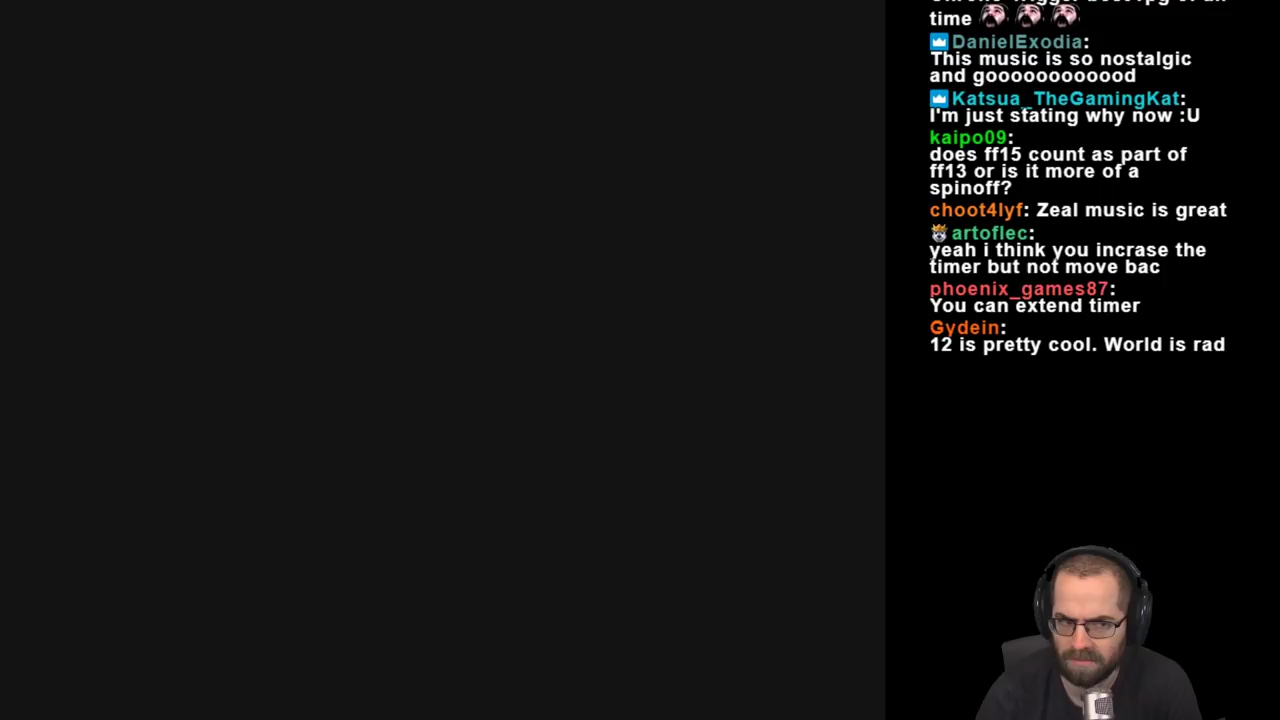 time
DanielExodia:
This music is so nostalgic
and goooooooooood
Katsua_TheGamingKat:
I'm just stating why now :U
kaipo09:
does ff15 count as part of
ff13 or is it more of a
spinoff?
choot4lyf: Zeal music is great
artoflec:
yeah i think you incrase the
timer but not move bac
phoenix_games87:
You can extend timer
Gydein:
12 is pretty cool. World is rad